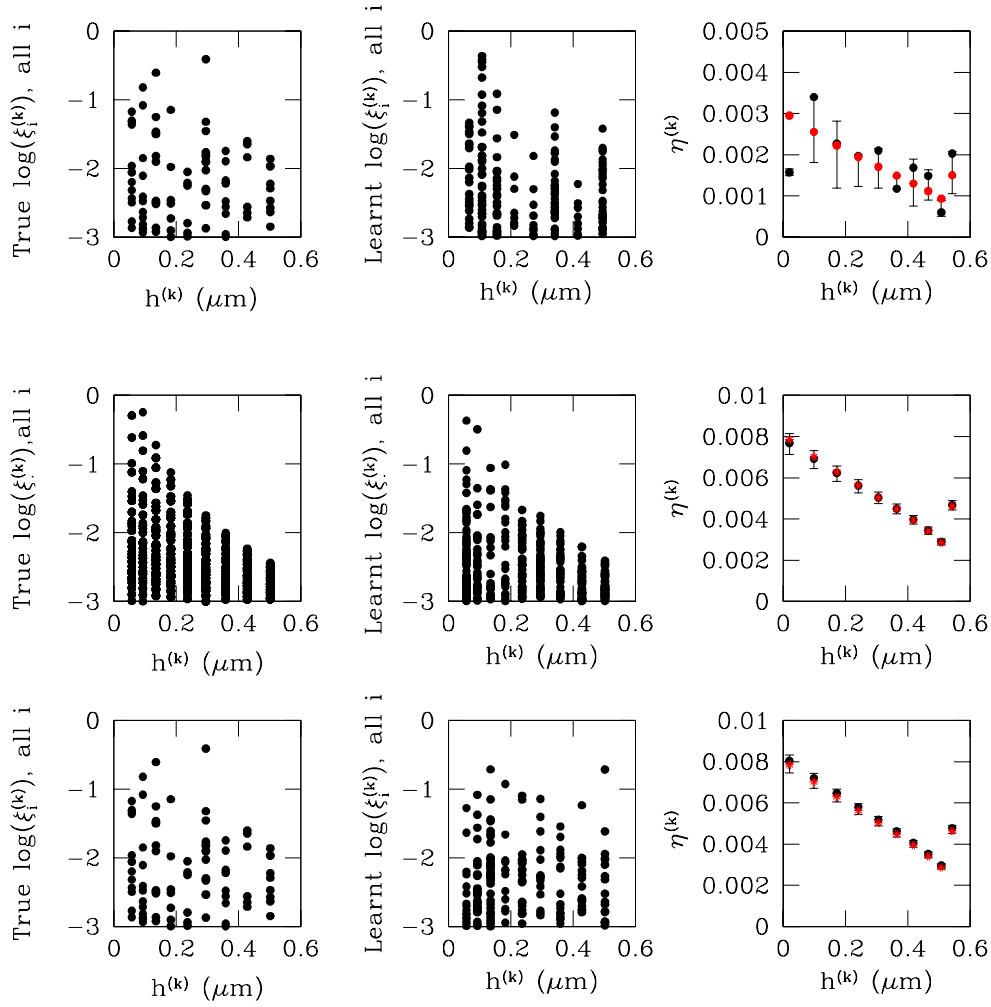 True log(ξi(k)), all i
0
−1
−2
−3
0 0.2 0.4 0.6
h(k) (μm)
Learnt log(ξi(k)), all i
0
−1
−2
−3
0 0.2 0.4 0.6
h(k) (μm)
η(k)
0.005
0.004
0.003
0.002
0.001
0
0 0.2 0.4 0.6
h(k) (μm)
True log(ξ(k)),all i
0
−1
−2
−3
0 0.2 0.4 0.6
h(k) (μm)
Learnt log(ξ(k)), all i
0
−1
−2
−3
0 0.2 0.4 0.6
h(k) (μm)
η(k)
0.01
0.008
0.006
0.004
0.002
0
0 0.2 0.4 0.6
h(k) (μm)
True log(ξi(k)), all i
0
−1
−2
−3
0 0.2 0.4 0.6
h(k) (μm)
Learnt log(ξi(k)), all i
0
−1
−2
−3
0 0.2 0.4 0.6
h(k) (μm)
η(k)
0.01
0.008
0.006
0.004
0.002
0
0 0.2 0.4 0.6
h(k) (μm)